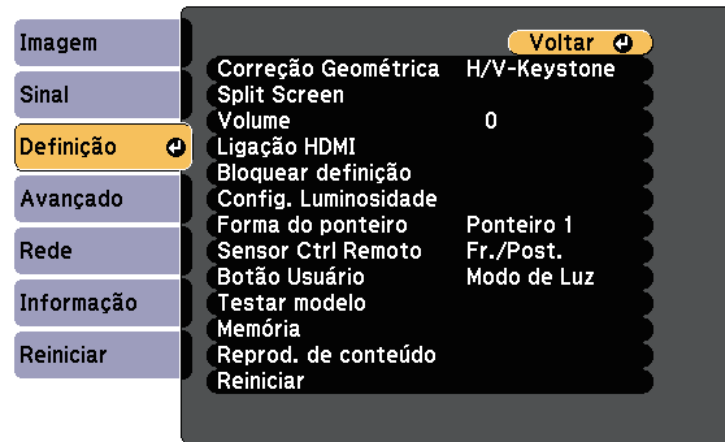 Imagem
Sinal
Definição
Avançado
Rede
Informação
Reiniciar
Voltar
Correção Geométrica H/V-Keystone
Split Screen
Volume 0
Ligação HDMI
Bloquear definição
Config. Luminosidade
Forma do ponteiro Ponteiro 1
Sensor Ctrl Remoto Fr./Post.
Botão Usuário Modo de Luz
Testar modelo
Memória
Reprod. de conteúdo
Reiniciar